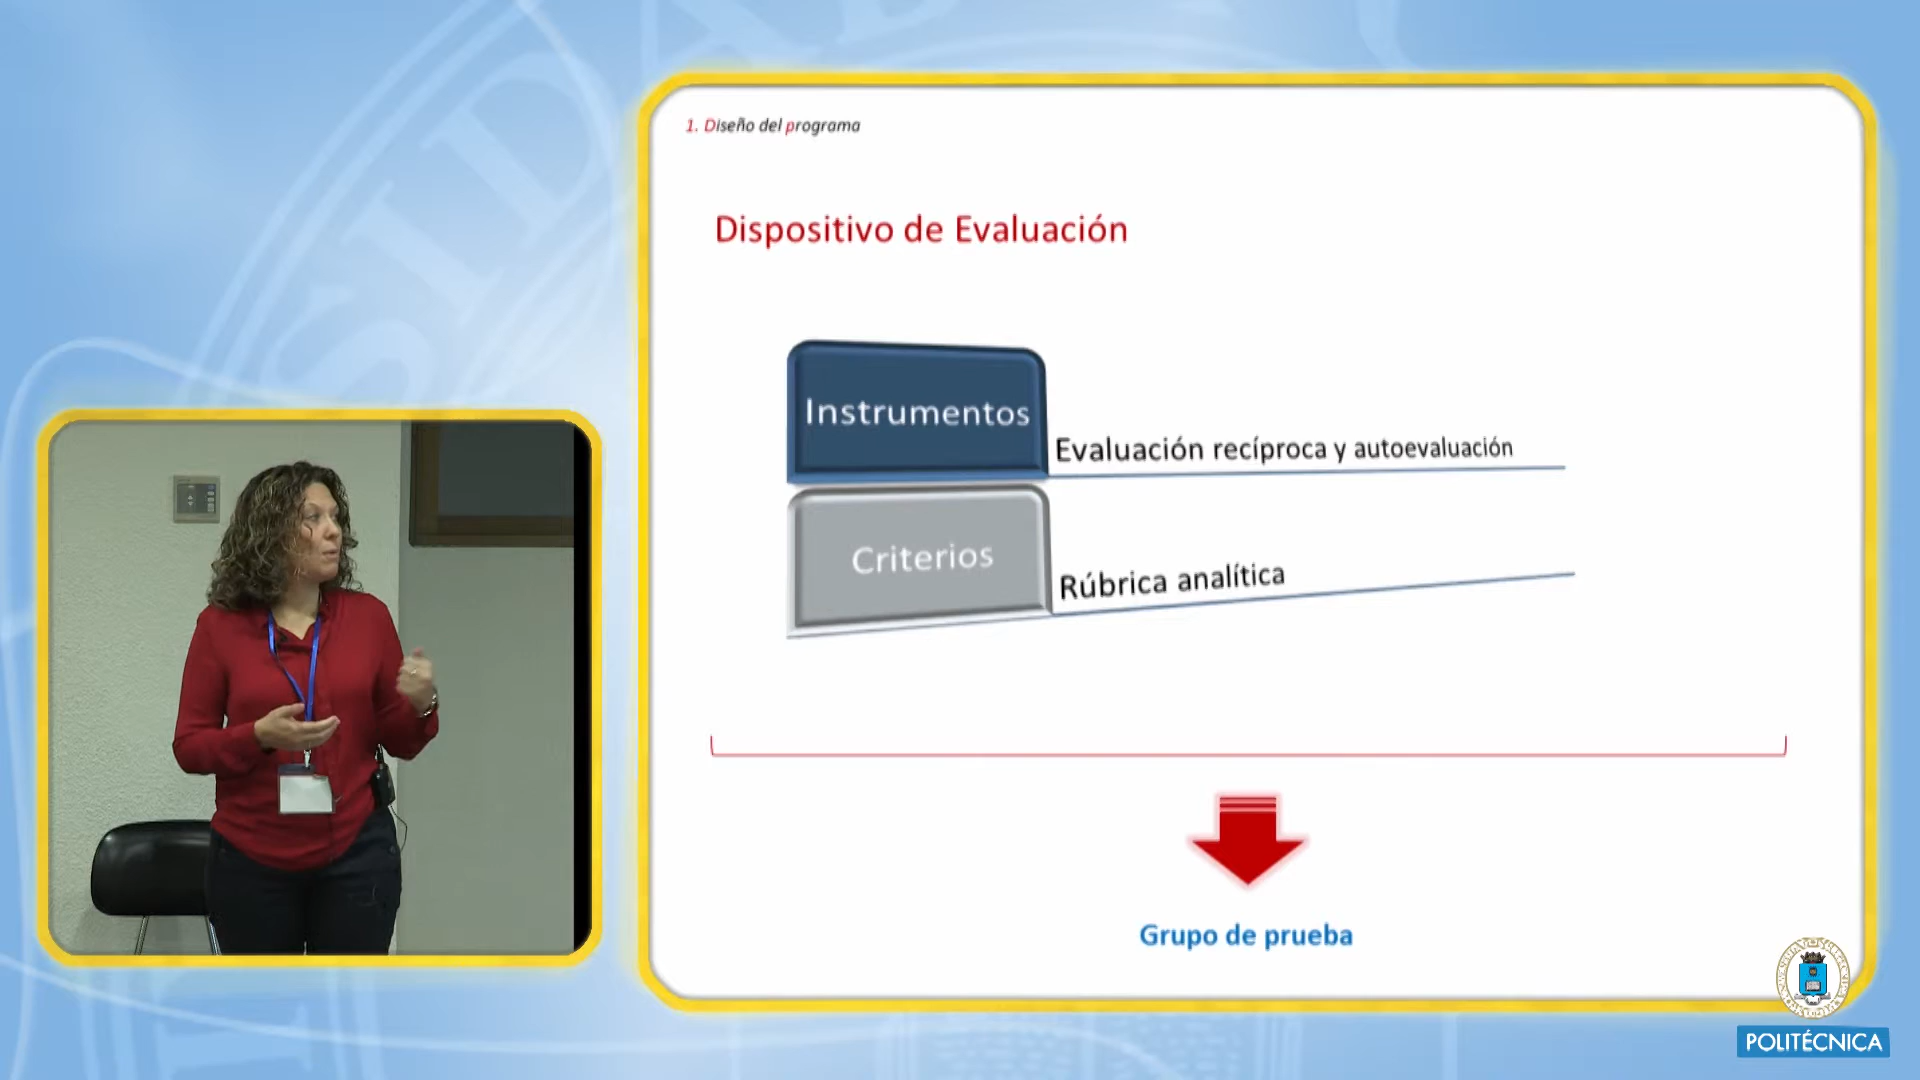 1. Diseño del programa
Dispositivo de Evaluación
Instrumentos
Evaluación recíproca y autoevaluación
Criterios
Rúbrica analítica
Grupo de prueba
POLITÉCNICA